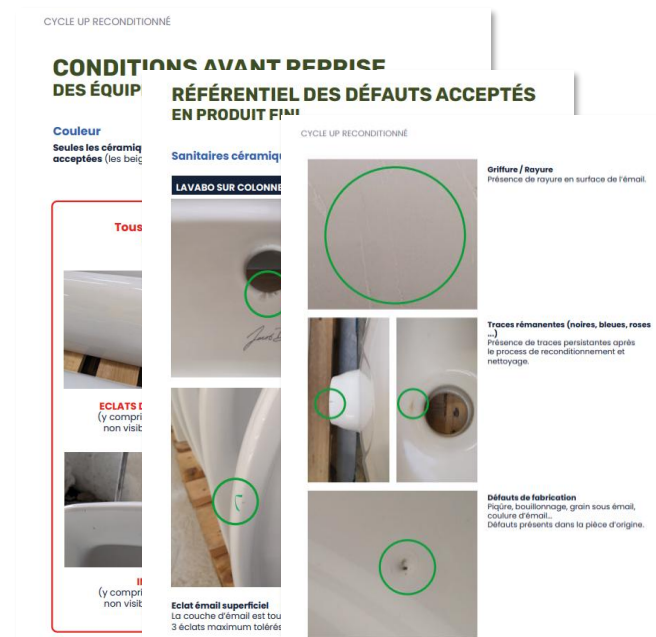 CYCLE UP RECONDITIONNÉ
CONDITIONS AVANT REPRISE
DES ÉQUIP
Couleur
Seules les céramiq
acceptées (les beig
Tous
ECLATS D
(y compri
non visib
(y compri
non visib
RÉFÉRENTIEL DES DÉFAUTS ACCEPTÉS
EN PRODUIT FINI
Sanitaires céramiqu
LAVABO SUR COLONNE
Eclat émail superficiel
La couche d'émail est tou
3 éclats maximum tolérés
CYCLE UP RECONDITIONNÉ
Griffure / Rayure
Présence de rayure en surface de l'émail.
Traces rémanentes (noires, bleues, roses
...)
Présence de traces persistantes après
le process de reconditionnement et
nettoyage.
Défauts de fabrication
Piqûre, bouillonnage, grain sous émail,
coulure d'émail...
Défauts présents dans la pièce d'origine.